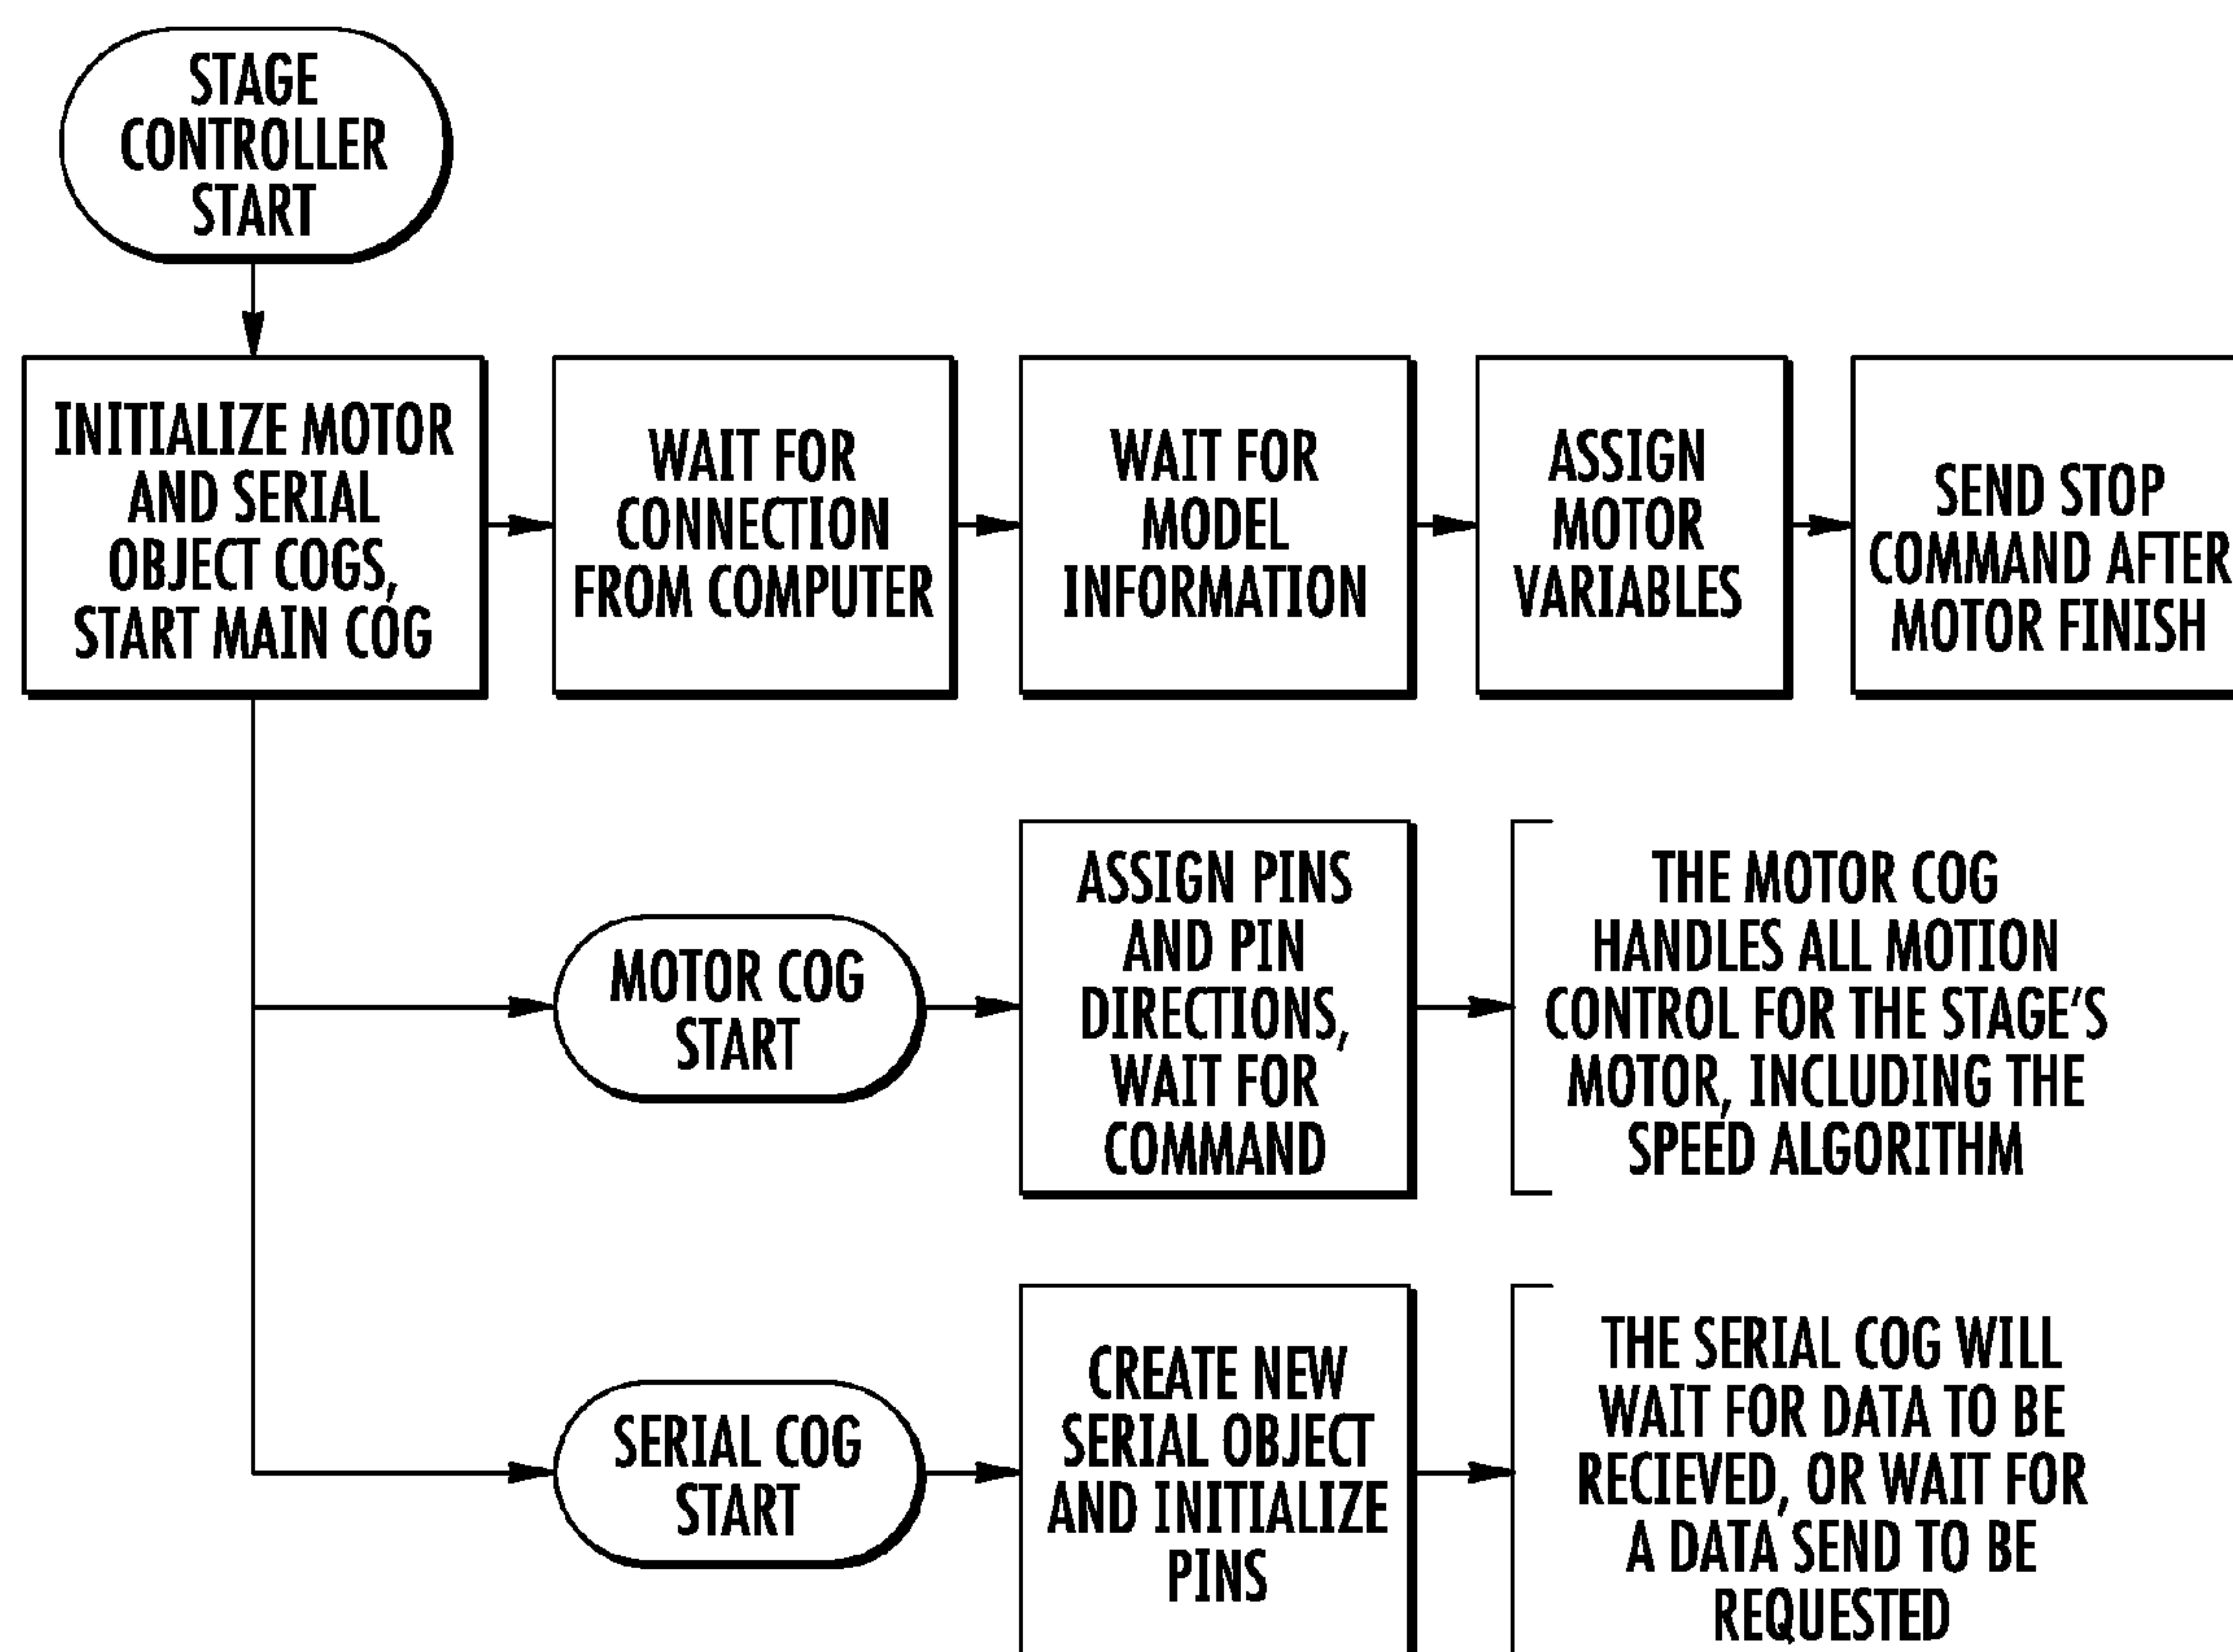 STAGE
CONTROLLER
START
INITIALIZE MOTOR
AND SERIAL
OBJECT COGS,
START MAIN COG
WAIT FOR
CONNECTION
FROM COMPUTER
WAIT FOR
MODEL
INFORMATION
ASSIGN
MOTOR
VARIABLES
SEND STOP
COMMAND AFTER
MOTOR FINISH
MOTOR COG
START
ASSIGN PINS
AND PIN
DIRECTIONS,
WAIT FOR
COMMAND
THE MOTOR COG
HANDLES ALL MOTION
CONTROL FOR THE STAGE'S
MOTOR, INCLUDING THE
SPEED ALGORITHM
SERIAL COG
START
CREATE NEW
SERIAL OBJECT
AND INITIALIZE
PINS
THE SERIAL COG WILL
WAIT FOR DATA TO BE
RECIEVED, OR WAIT FOR
A DATA SEND TO BE
REQUESTED